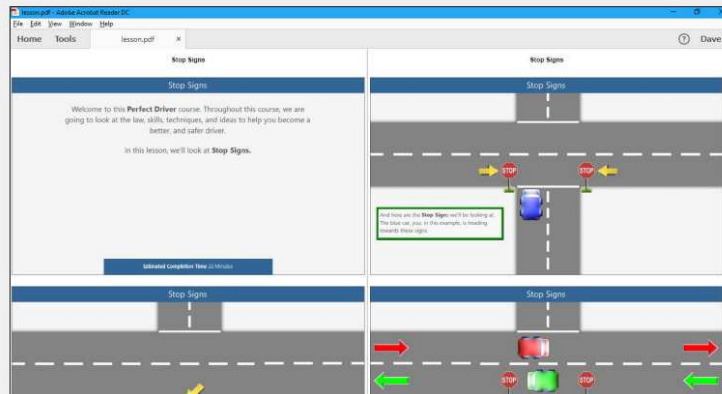 lesson.pdf - Adobe Acrobat Reader DC
File Edit View Window Help
Home Tools lesson.pdf × ? Dave
Stop Signs
Stop Signs
Welcome to this Perfect Driver course. Throughout this course, we are
going to look at the law, skills, techniques, and ideas to help you become a
better, and safer driver.
In this lesson, we'll look at Stop Signs.
Estimated Completion Time 22 Minutes
Stop Signs
Stop Signs
STOP STOP
And here are the Stop Signs we'll be looking at.
The blue car, you, in this example, is heading
towards these signs.
Stop Signs
Stop Signs
STOP STOP